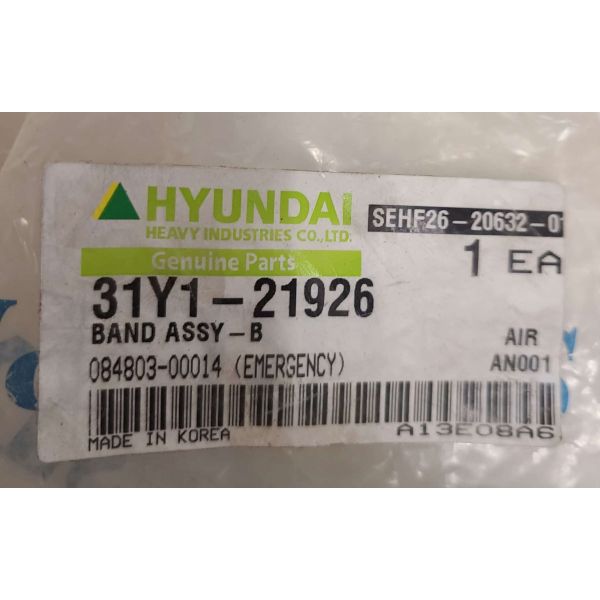 HYUNDAI
HEAVY INDUSTRIES CO.,LTD.
SEHF26-20632-01
Genuine Parts
1 EA
31Y1-21926
BAND ASSY-B
AIR
084803-00014 (EMERGENCY)
AN001
MADE IN KOREA
A13E08A6